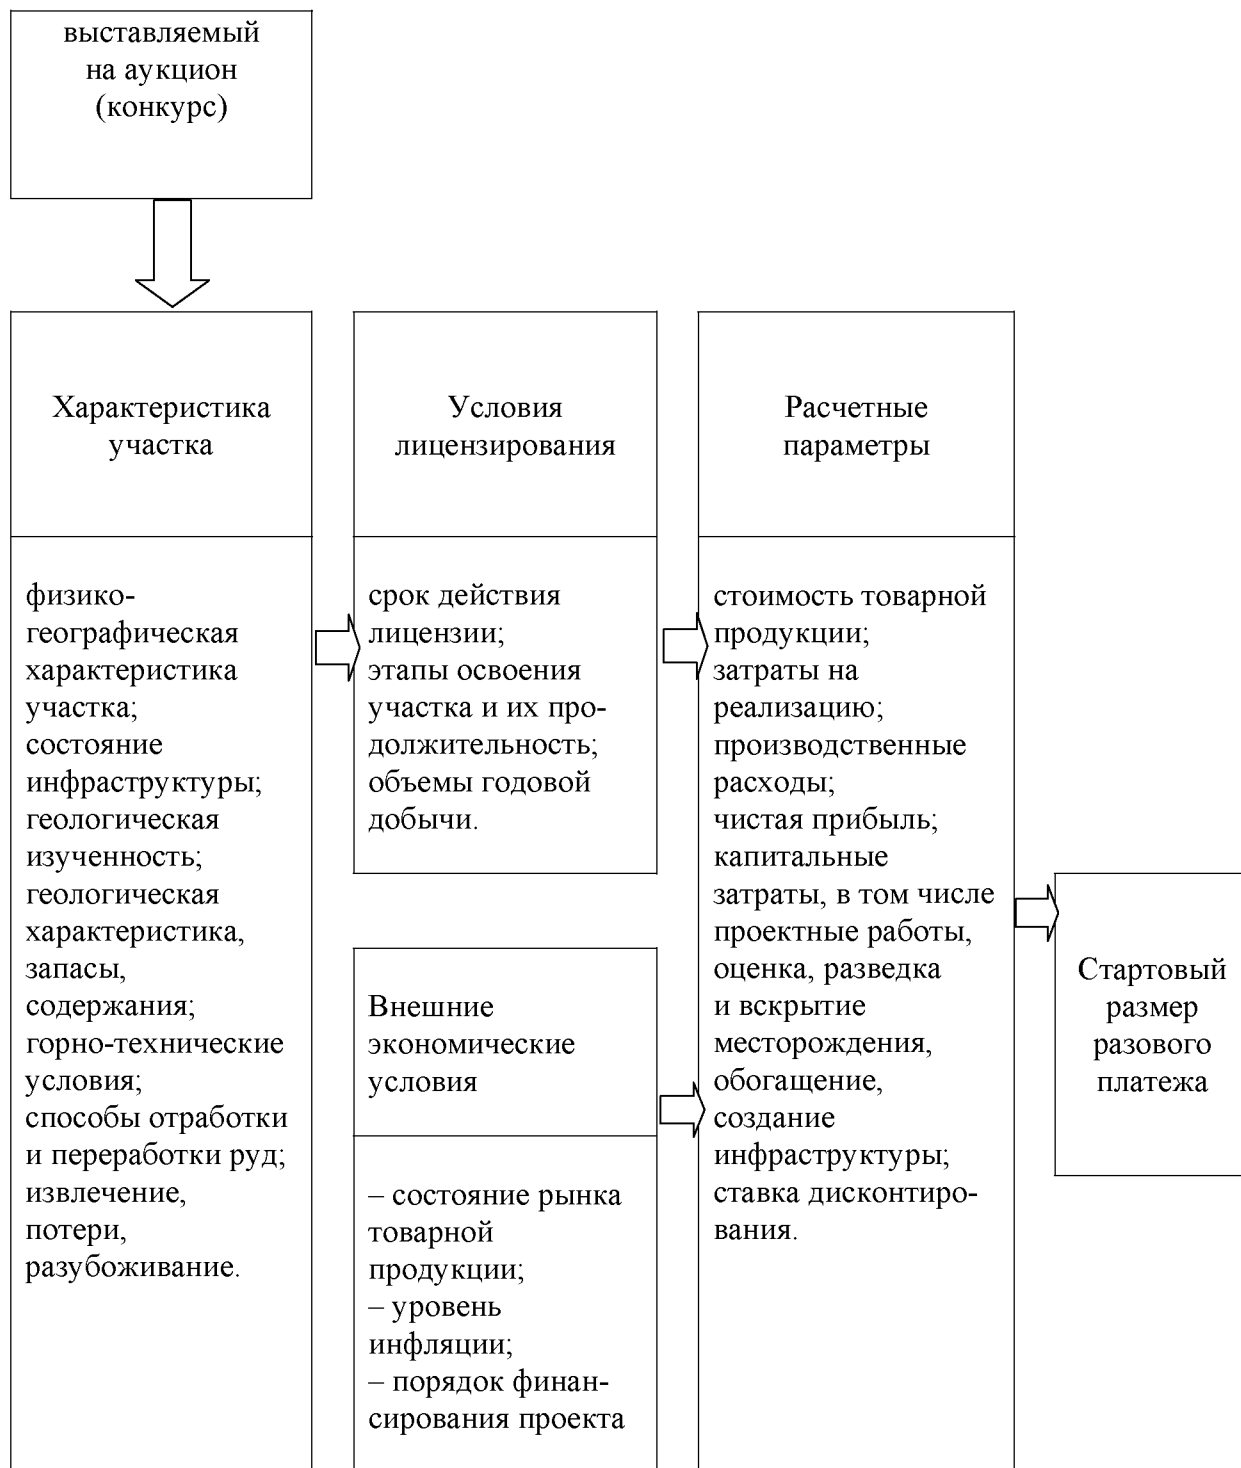 выставляемый
на аукцион
(конкурс)
Характеристика
участка
физико-
географическая
характеристика
участка;
состояние
инфраструктуры;
геологическая
изученность;
геологическая
характеристика,
запасы,
содержания;
горно-технические
условия;
способы отработки
и переработки руд;
извлечение,
потери,
разубоживание.
Условия
лицензирования
срок действия
лицензии;
этапы освоения
участка и их про-
должительность;
объемы годовой
добычи.
Внешние
экономические
условия
– состояние рынка
товарной
продукции;
– уровень
инфляции;
– порядок финан-
сирования проекта
Расчетные
параметры
стоимость товарной
продукции;
затраты на
реализацию;
производственные
расходы;
чистая прибыль;
капитальные
затраты, в том числе
проектные работы,
оценка, разведка
и вскрытие
месторождения,
обогащение,
создание
инфраструктуры;
ставка дисконтиро-
вания.
Стартовый
размер
разового
платежа